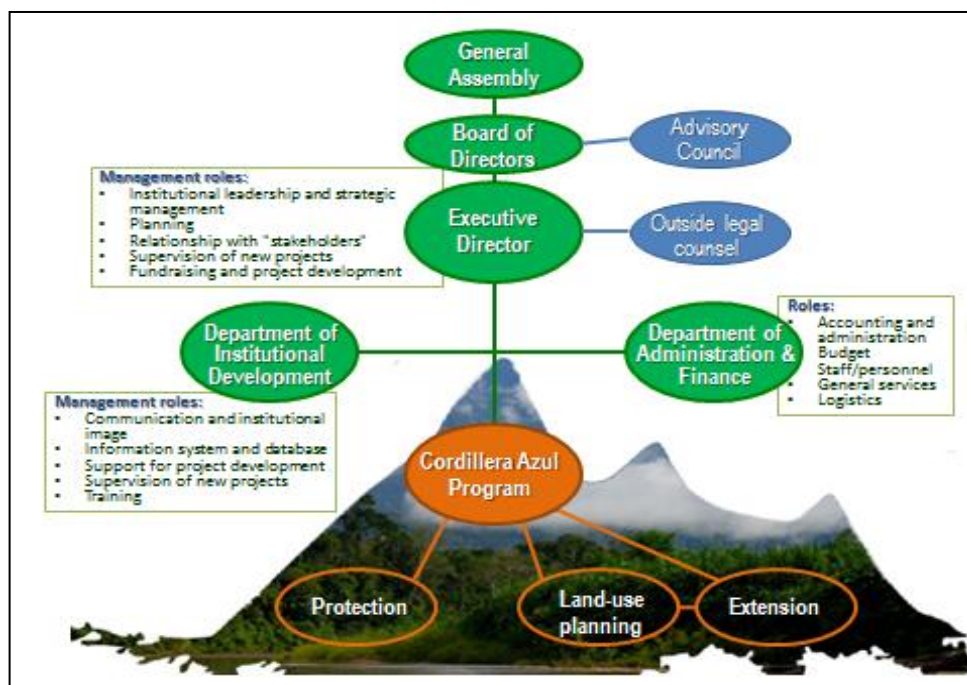 General
Assembly
Board of
Directors
Advisory
Council
Management roles:
• Institutional leadership and strategic
management
• Planning
• Relationship with "stakeholders"
• Supervision of new projects
• Fundraising and project development
Executive
Director
Outside legal
counsel
Department of
Institutional
Development
Department of
Administration &
Finance
Roles:
• Accounting and
administration
• Budget
• Staff/personnel
• General services
• Logistics
Management roles:
• Communication and institutional
image
• Information system and database
• Support for project development
• Supervision of new projects
• Training
Cordillera Azul
Program
Protection
Land-use
planning
Extension